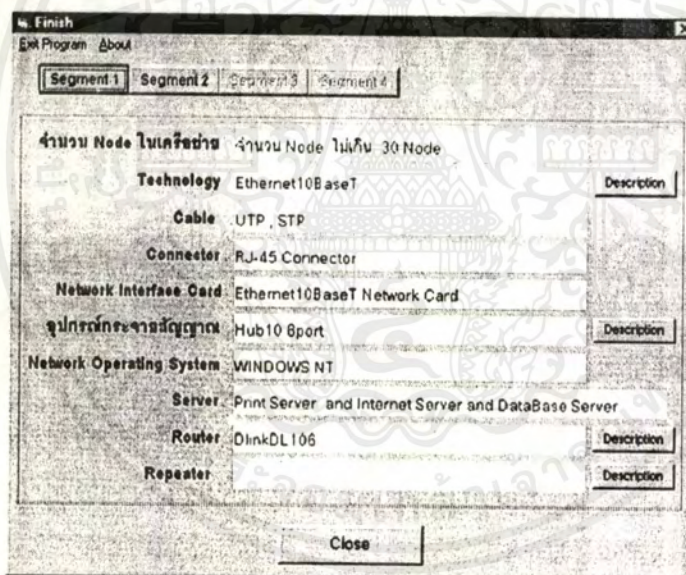 Finish
Exit Program About
Segment 1 Segment 2 Segment 3 Segment 4
จำนวน Node ในเครือข่าย จำนวน Node ไม่เกิน 30 Node
Technology Ethernet10BaseT Description
Cable UTP , STP
Connector RJ-45 Connector
Network Interface Card Ethernet10BaseT Network Card
อุปกรณ์กระจายสัญญาณ Hub10 8port Description
Network Operating System WINDOWS NT
Server Print Server and Internet Server and DataBase Server
Router DlinkDL106 Description
Repeater Description
Close